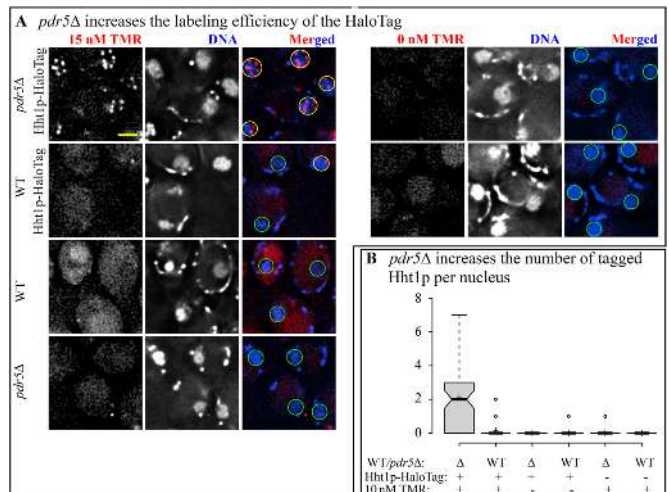 A pdr5Δ increases the labeling efficiency of the HaloTag
15 nM TMR DNA Merged 0 nM TMR DNA Merged
pdr5Δ
Hht1p-HaloTag
WT
Hht1p-HaloTag
WT
pdr5Δ
B pdr5Δ increases the number of tagged
Hht1p per nucleus
8
6
4
2
0
WT/pdr5Δ: Δ WT Δ WT Δ WT
Hht1p-HaloTag: + + + + - -
10 nM TMR: + + - - + +